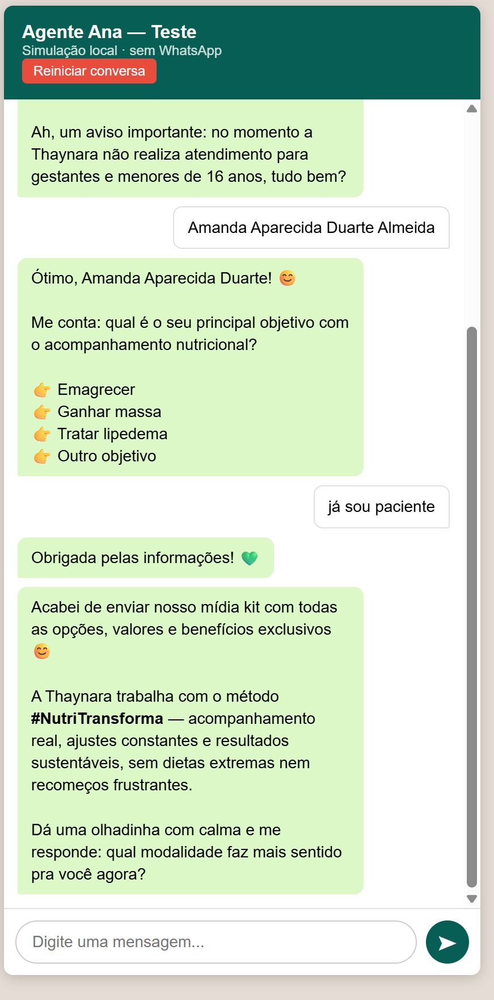 Agente Ana — Teste
Simulação local · sem WhatsApp
Reiniciar conversa
Ah, um aviso importante: no momento a
Thaynara não realiza atendimento para
gestantes e menores de 16 anos, tudo bem?
Amanda Aparecida Duarte Almeida
Ótimo, Amanda Aparecida Duarte! 😊
Me conta: qual é o seu principal objetivo com
o acompanhamento nutricional?
👉 Emagrecer
👉 Ganhar massa
👉 Tratar lipedema
👉 Outro objetivo
já sou paciente
Obrigada pelas informações! 💚
Acabei de enviar nosso mídia kit com todas
as opções, valores e benefícios exclusivos
😊
A Thaynara trabalha com o método
#NutriTransforma — acompanhamento
real, ajustes constantes e resultados
sustentáveis, sem dietas extremas nem
recomeços frustrantes.
Dá uma olhadinha com calma e me
responde: qual modalidade faz mais sentido
pra você agora?
Digite uma mensagem...